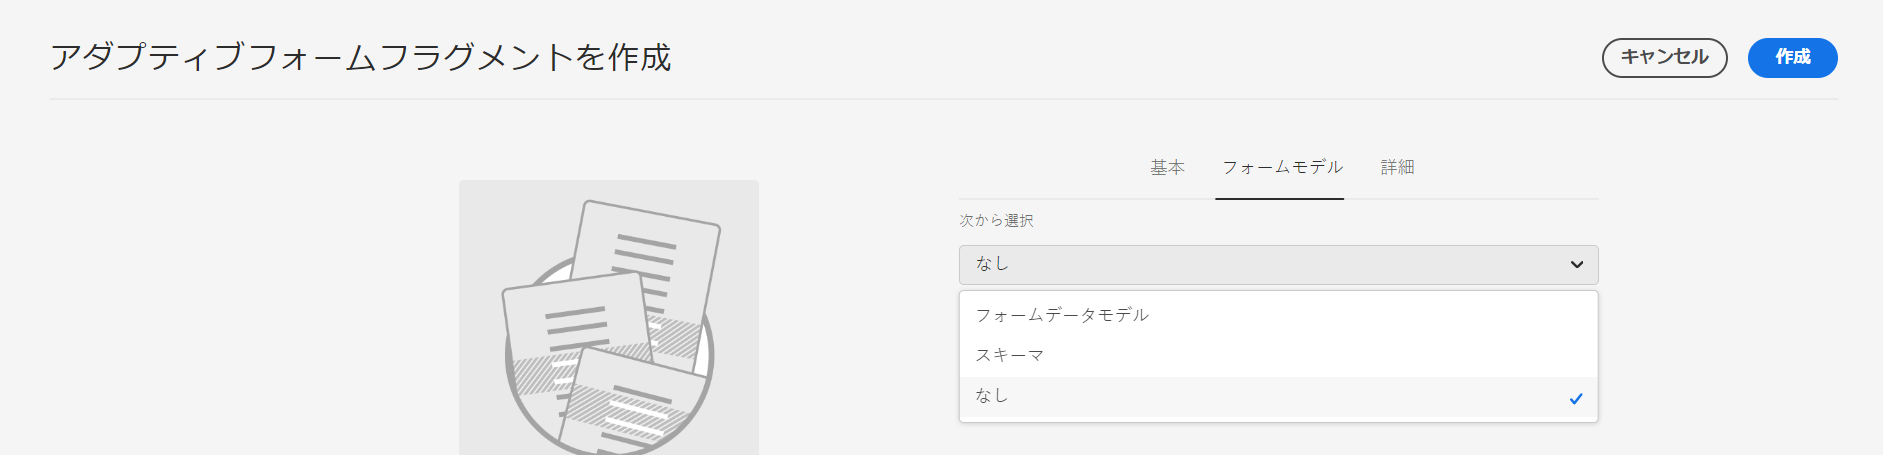 アダプティブフォームフラグメントを作成
キャンセル
作成
基本
フォームモデル
詳細
次から選択
なし
フォームデータモデル
スキーマ
なし